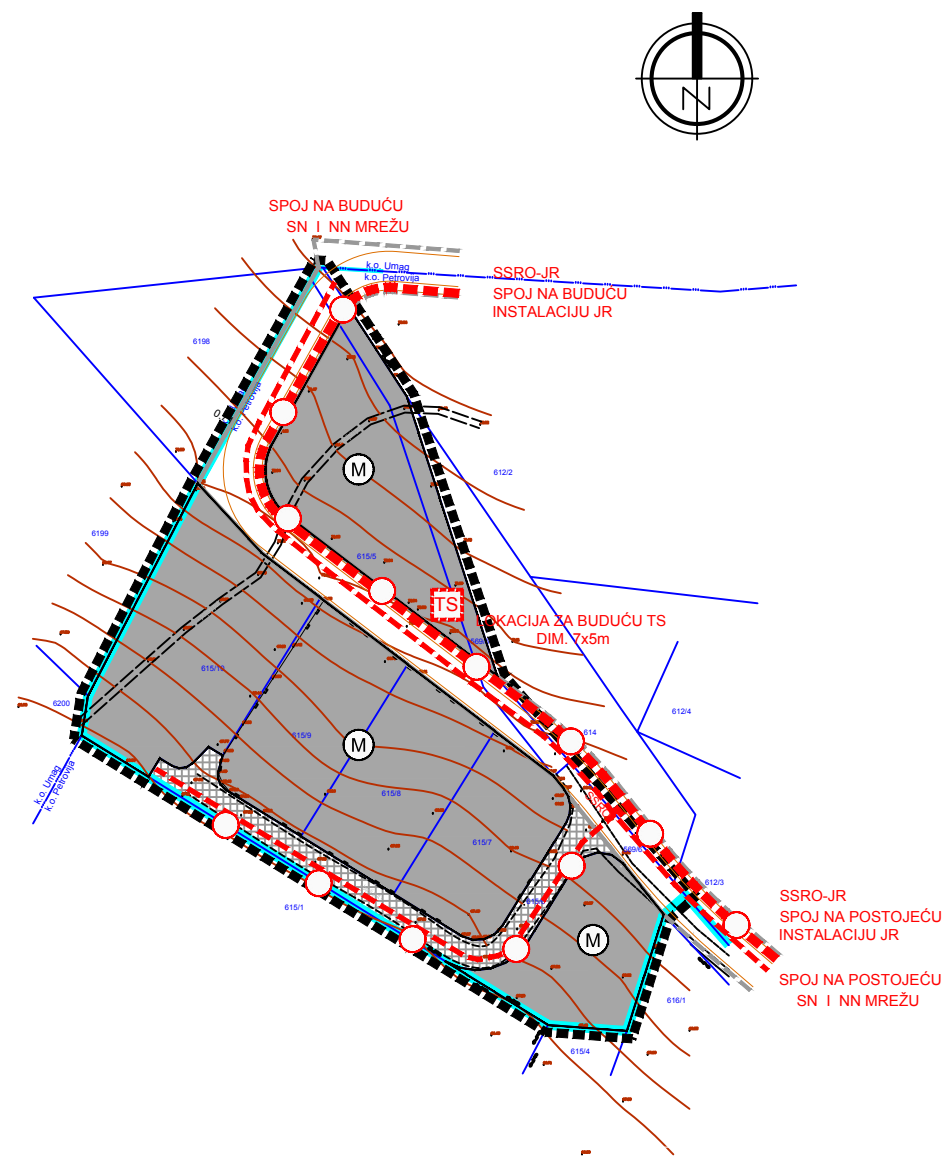 N
SPOJ NA BUDUĆU
SN I NN MREŽU
k.o. Umag
k.o. Petrovija
SSRO-JR
SPOJ NA BUDUĆU
INSTALACIJU JR
6198
k.o. Petrovija
612/2
M
6199
615/5
TS
LOKACIJA ZA BUDUĆU TS
DIM. 7x5m
615/10
6200
612/4
614
615/9
M
k.o. Umag
k.o. Petrovija
615/8
SSRO
615/7
669/6
612/3
615/1
M
SSRO-JR
SPOJ NA POSTOJEĆU
INSTALACIJU JR
SPOJ NA POSTOJEĆU
SN I NN MREŽU
616/1
615/4